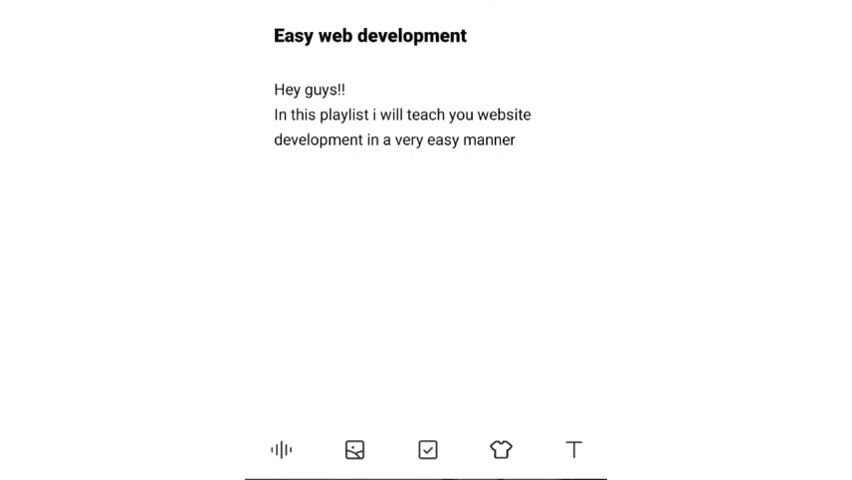 Easy web development
Hey guys!!
In this playlist i will teach you website
development in a very easy manner